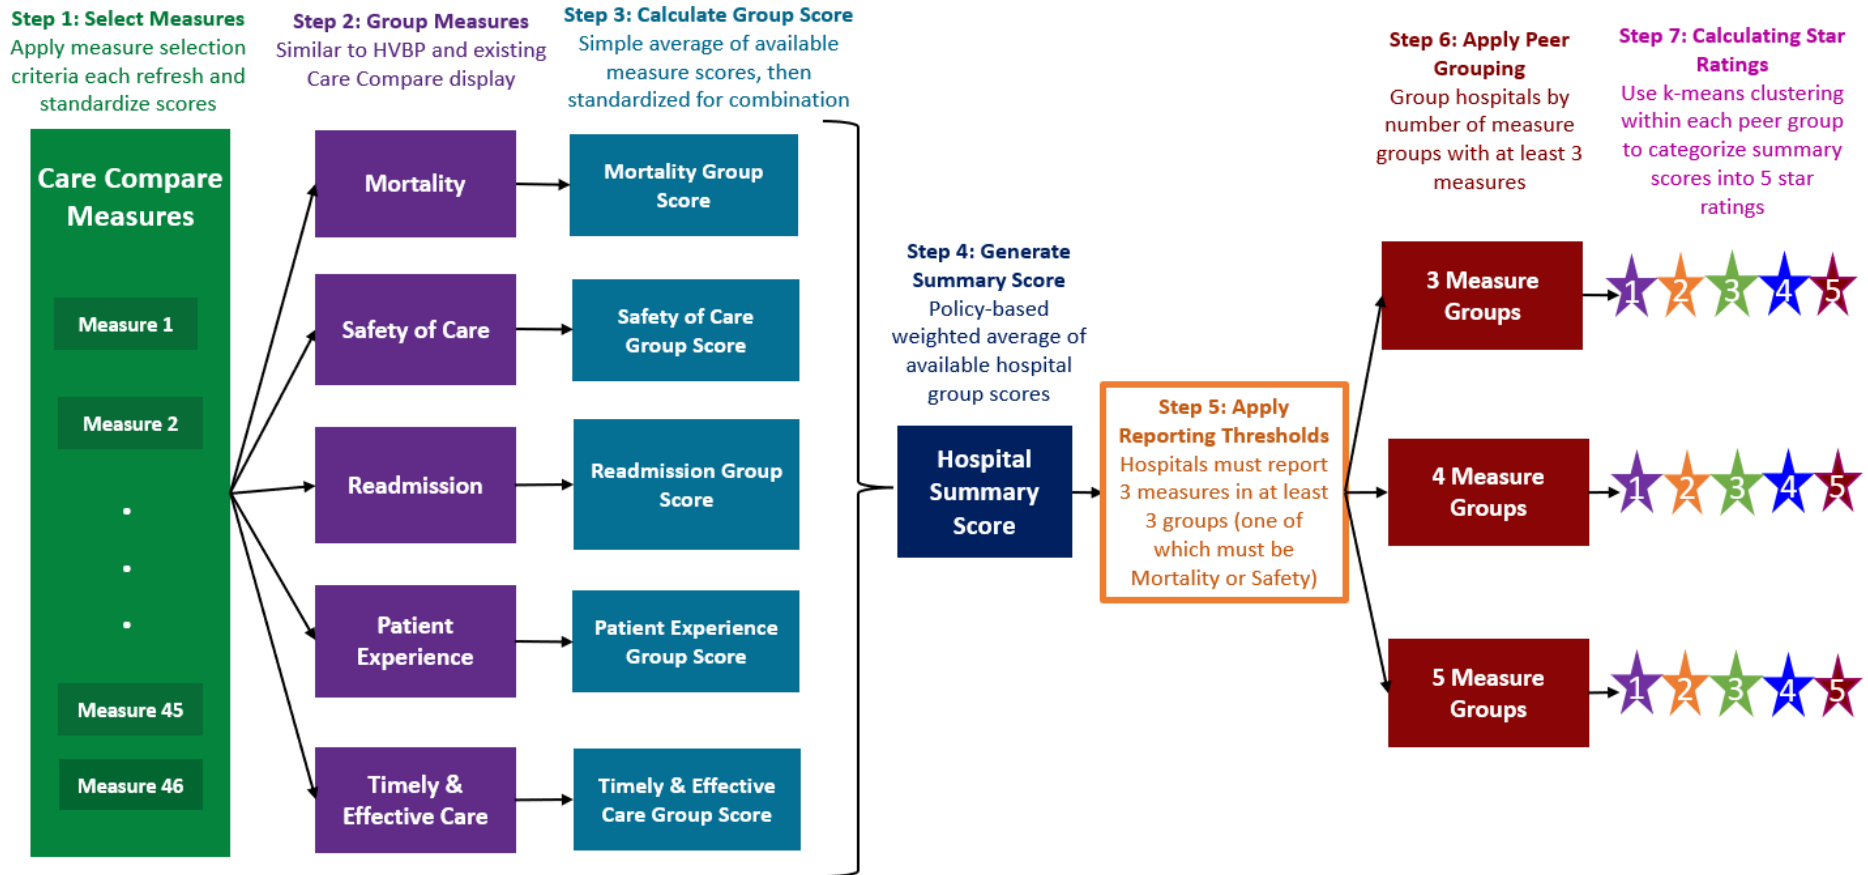 Step 1: Select Measures
Apply measure selection
criteria each refresh and
standardize scores
Care Compare
Measures
Measure 1
Measure 2
.
.
.
Measure 45
Measure 46
Step 2: Group Measures
Similar to HVBP and existing
Care Compare display
Mortality
Safety of Care
Readmission
Patient
Experience
Timely &
Effective Care
Step 3: Calculate Group Score
Simple average of available
measure scores, then
standardized for combination
Mortality Group
Score
Safety of Care
Group Score
Readmission Group
Score
Patient Experience
Group Score
Timely & Effective
Care Group Score
Step 4: Generate
Summary Score
Policy-based
weighted average of
available hospital
group scores
Hospital
Summary
Score
Step 5: Apply
Reporting Thresholds
Hospitals must report
3 measures in at least
3 groups (one of
which must be
Mortality or Safety)
Step 6: Apply Peer
Grouping
Group hospitals by
number of measure
groups with at least 3
measures
3 Measure
Groups
4 Measure
Groups
5 Measure
Groups
Step 7: Calculating Star
Ratings
Use k-means clustering
within each peer group
to categorize summary
scores into 5 star
ratings
1 2 3 4 5
1 2 3 4 5
1 2 3 4 5